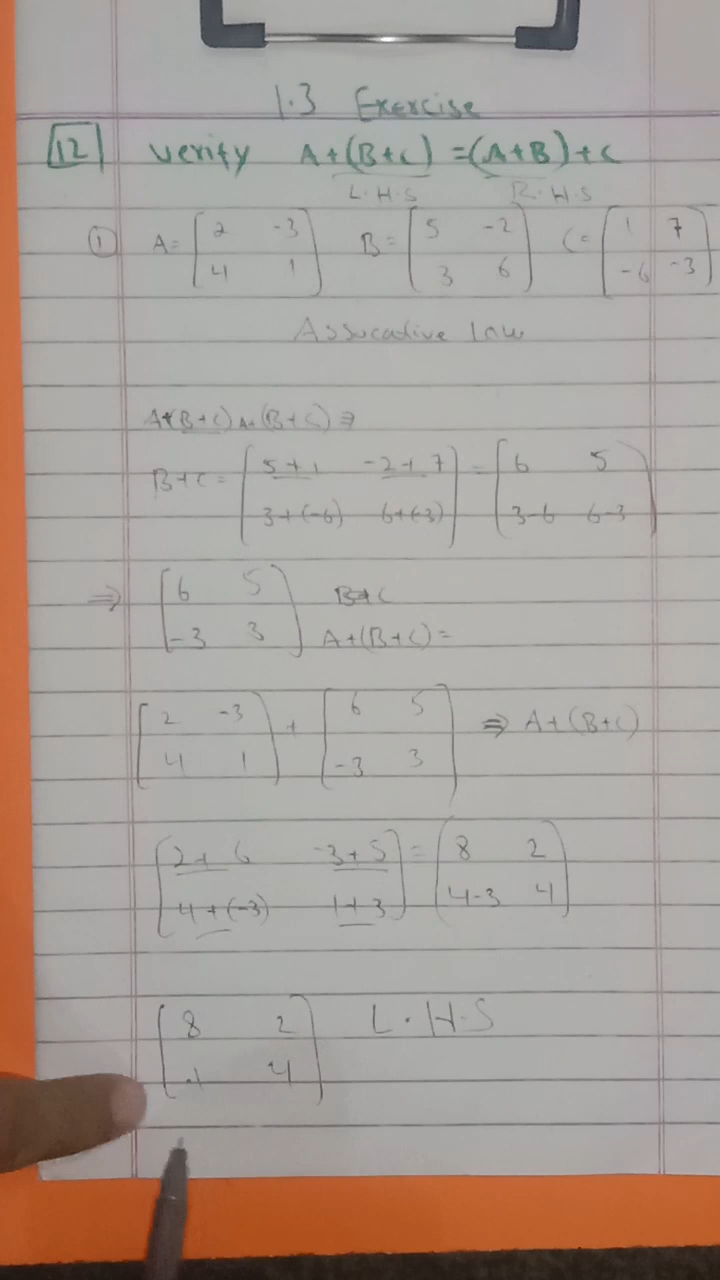 1.3 Exercise
12 verify A+(B+C) =(A+B)+C
L.H.S R.H.S
① A= [ 2 -3 B= [ 5 -2 C= [ 1 7
4 1 ] 3 6 ] -6 -3 ]
Assucative law
A+(B+C) A+(B+C) ⇒
B+C= [ 5+1 -2+7 ] = [ 6 5
3+(-6) 6+(-3) 3-6 6-3 ]
⇒ [ 6 5 ] B+C
-3 3 A+(B+C)=
[ 2 -3 ] + [ 6 5 ] ⇒ A+(B+C)
4 1 -3 3
[ 2+6 -3+5 ] = [ 8 2 ]
4+(-3) 1+3 4-3 4
[ 8 2 ] L.H.S
1 4